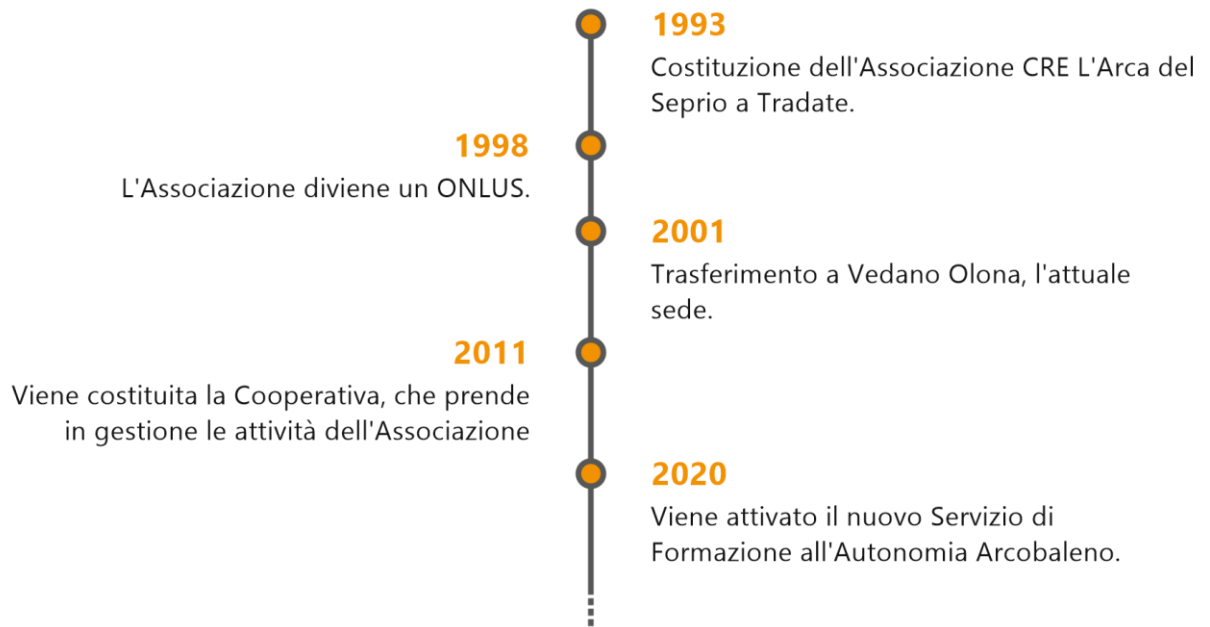 1993
Costituzione dell'Associazione CRE L'Arca del
Seprio a Tradate.
1998
L'Associazione diviene un ONLUS.
2001
Trasferimento a Vedano Olona, l'attuale
sede.
2011
Viene costituita la Cooperativa, che prende
in gestione le attività dell'Associazione
2020
Viene attivato il nuovo Servizio di
Formazione all'Autonomia Arcobaleno.